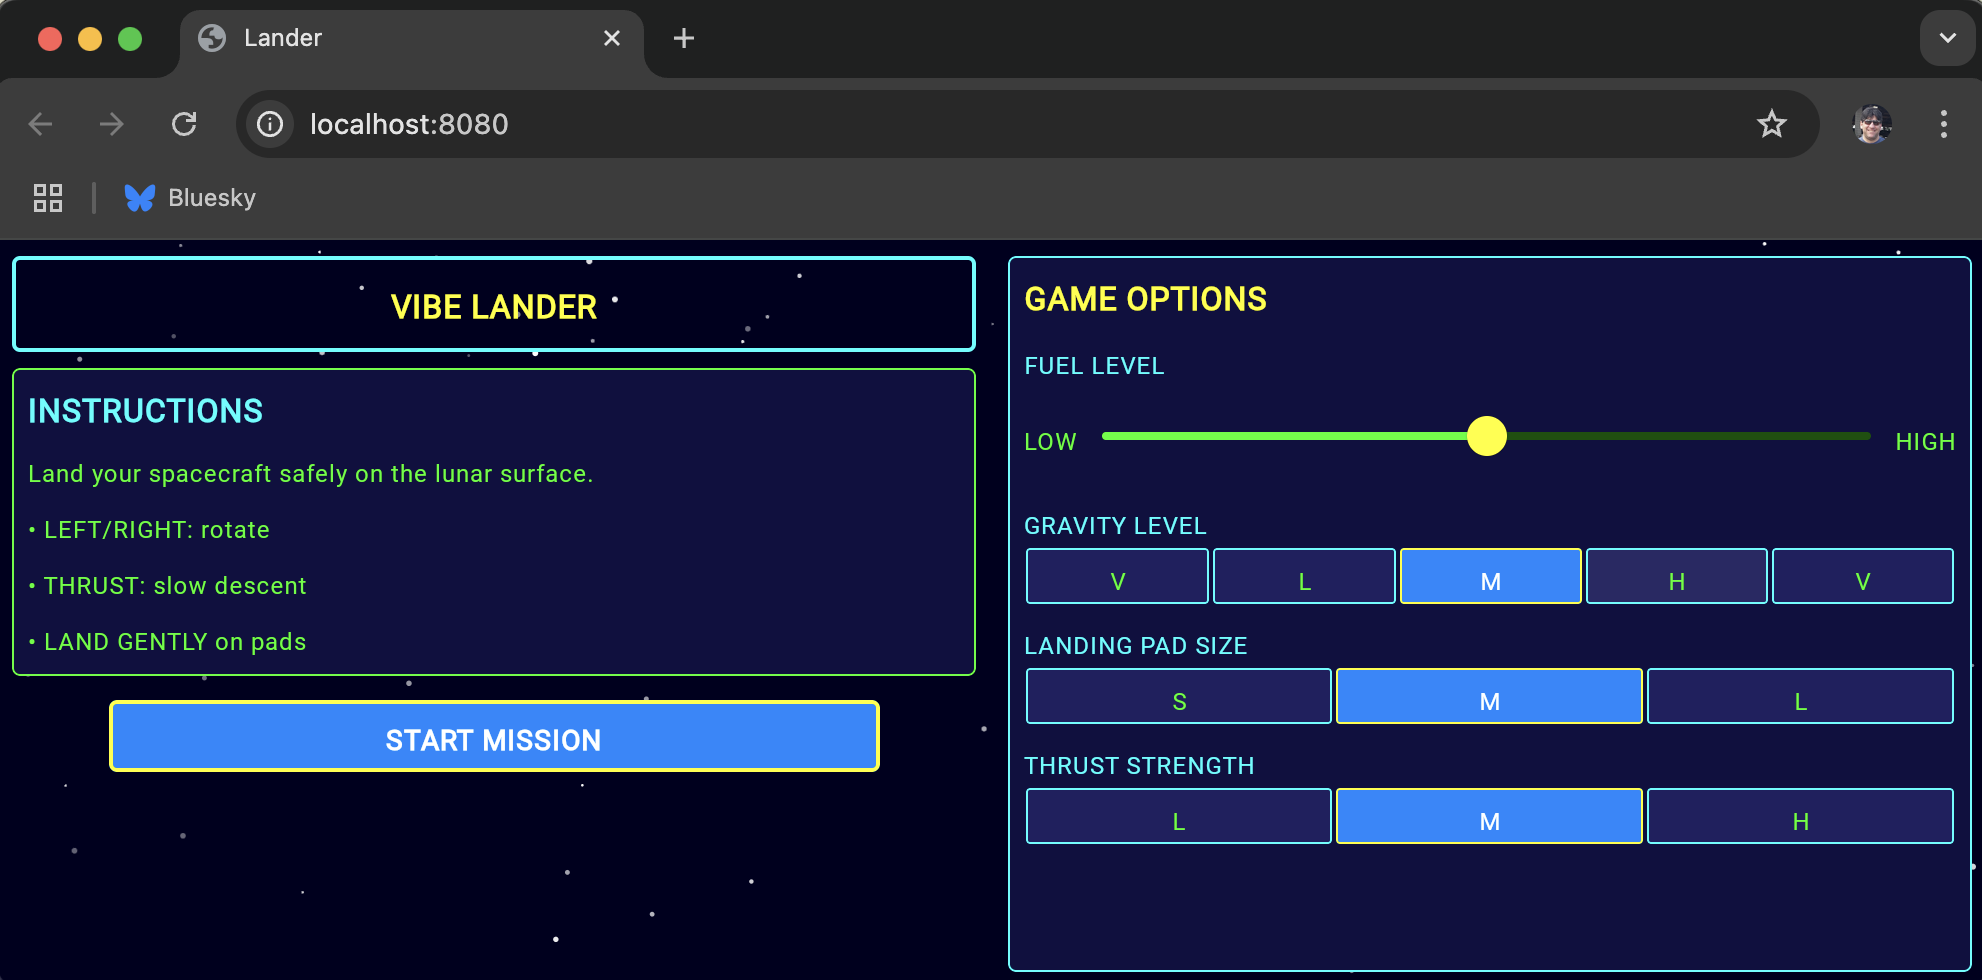 Lander
localhost:8080
Bluesky
VIBE LANDER
INSTRUCTIONS
Land your spacecraft safely on the lunar surface.
• LEFT/RIGHT: rotate
• THRUST: slow descent
• LAND GENTLY on pads
START MISSION
GAME OPTIONS
FUEL LEVEL
LOW HIGH
GRAVITY LEVEL
V L M H V
LANDING PAD SIZE
S M L
THRUST STRENGTH
L M H